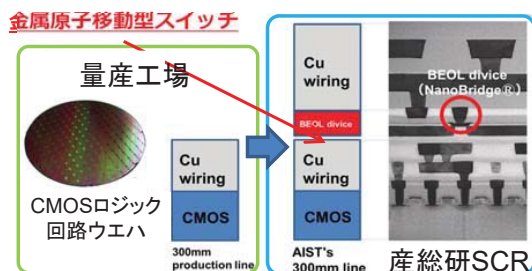 金属原子移動型スイッチ
量産工場
CMOSロジック
回路ウエハ
Cu
wiring
CMOS
300mm
production line
Cu
wiring
BEOL divice
Cu
wiring
CMOS
AIST's
300mm line
BEOL divice
(NanoBridge®)
産総研SCR